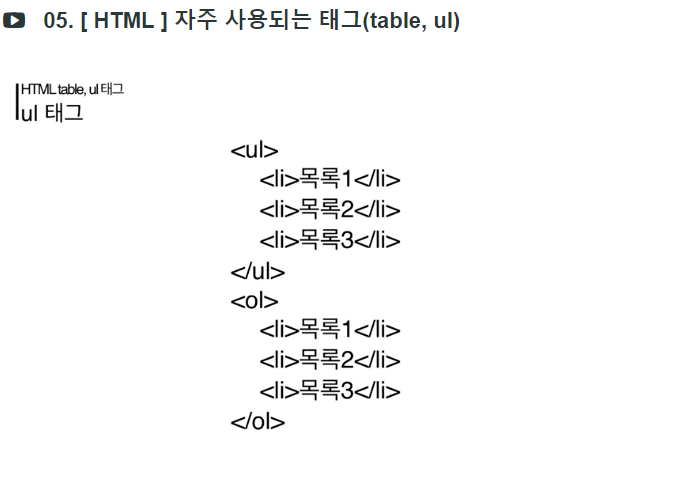 05. [ HTML ] 자주 사용되는 태그(table, ul)
HTML table, ul 태그
ul 태그
<ul>
<li>목록1</li>
<li>목록2</li>
<li>목록3</li>
</ul>
<ol>
<li>목록1</li>
<li>목록2</li>
<li>목록3</li>
</ol>